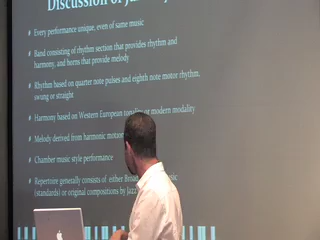 Discussion of
Every performance unique, even of same music
Band consisting of rhythm section that provides rhythm and
harmony, and horns that provide melody
Rhythm based on quarter note pulses and eighth note motor rhythm,
swung or straight
Harmony based on Western European tonality or modern modality
Melody derived from harmonic
Chamber music style performance
Repertoire generally consists of either
(standards) or original compositions by Jazz